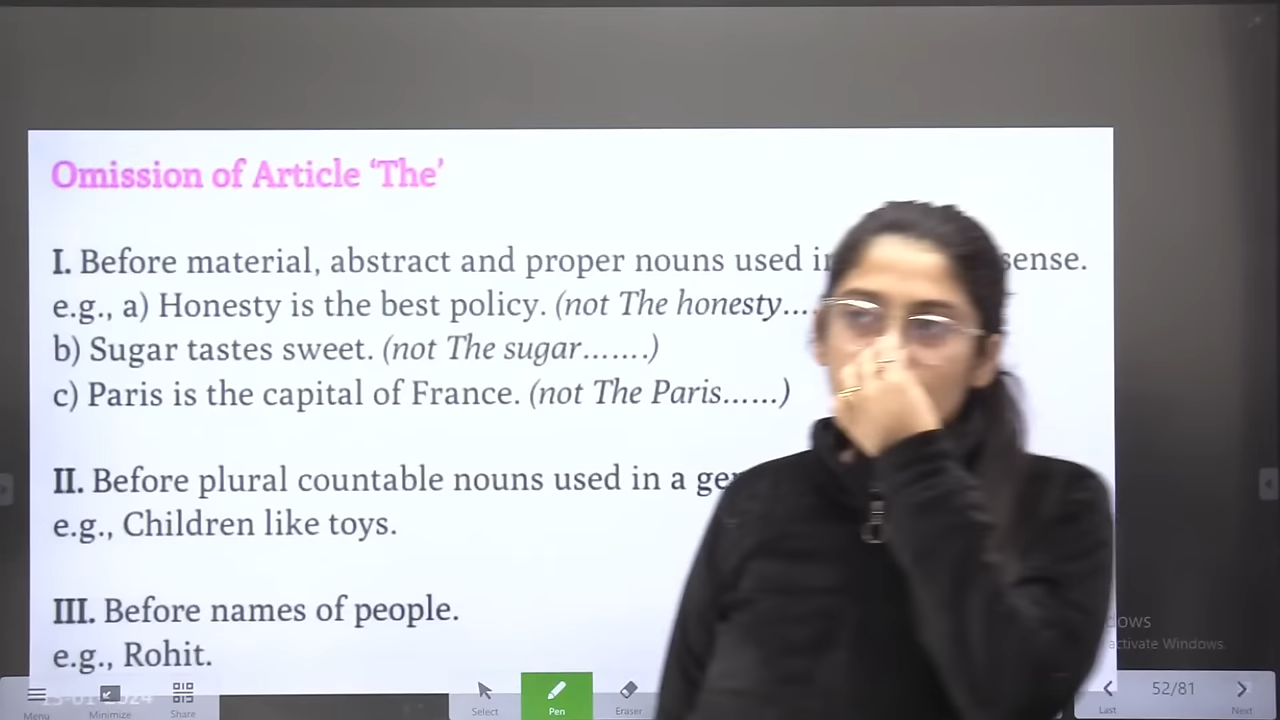 Omission of Article ‘The’
I. Before material, abstract and proper nouns used sense.
e.g., a) Honesty is the best policy. (not The honesty...
b) Sugar tastes sweet. (not The sugar.......)
c) Paris is the capital of France. (not The Paris......)
II. Before plural countable nouns used in a
e.g., Children like toys.
III. Before names of people.
e.g., Rohit.
Activate Windows.
Menu Minimize Share Select Pen Eraser Last 52/81 Next